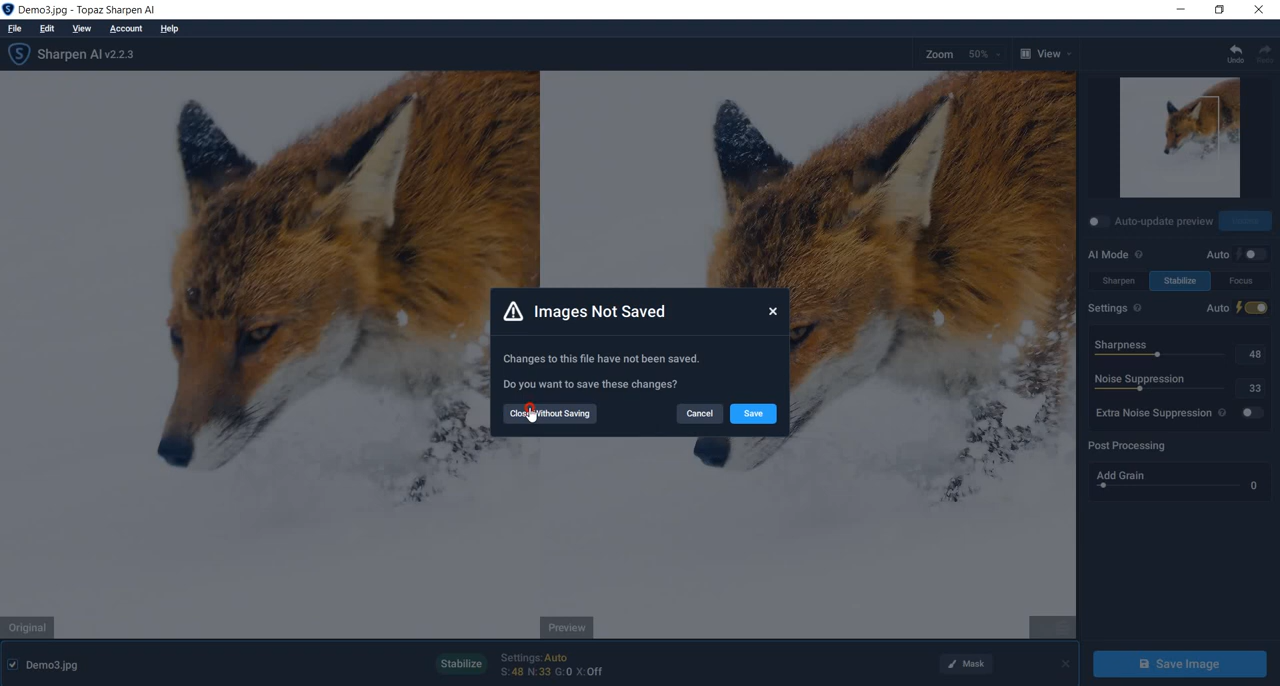 Demo3.jpg - Topaz Sharpen AI
File Edit View Account Help
Sharpen AI v2.2.3
Zoom 50%
View
Undo
Redo
Auto-update preview
AI Mode
Auto
Sharpen Stabilize Focus
Settings
Auto
Sharpness
48
Noise Suppression
33
Extra Noise Suppression
Post Processing
Add Grain
0
Images Not Saved
Changes to this file have not been saved.
Do you want to save these changes?
Close Without Saving
Cancel
Save
Original
Preview
Demo3.jpg
Stabilize
Settings: Auto
S:48 N:33 G:0 X:Off
Mask
Save Image